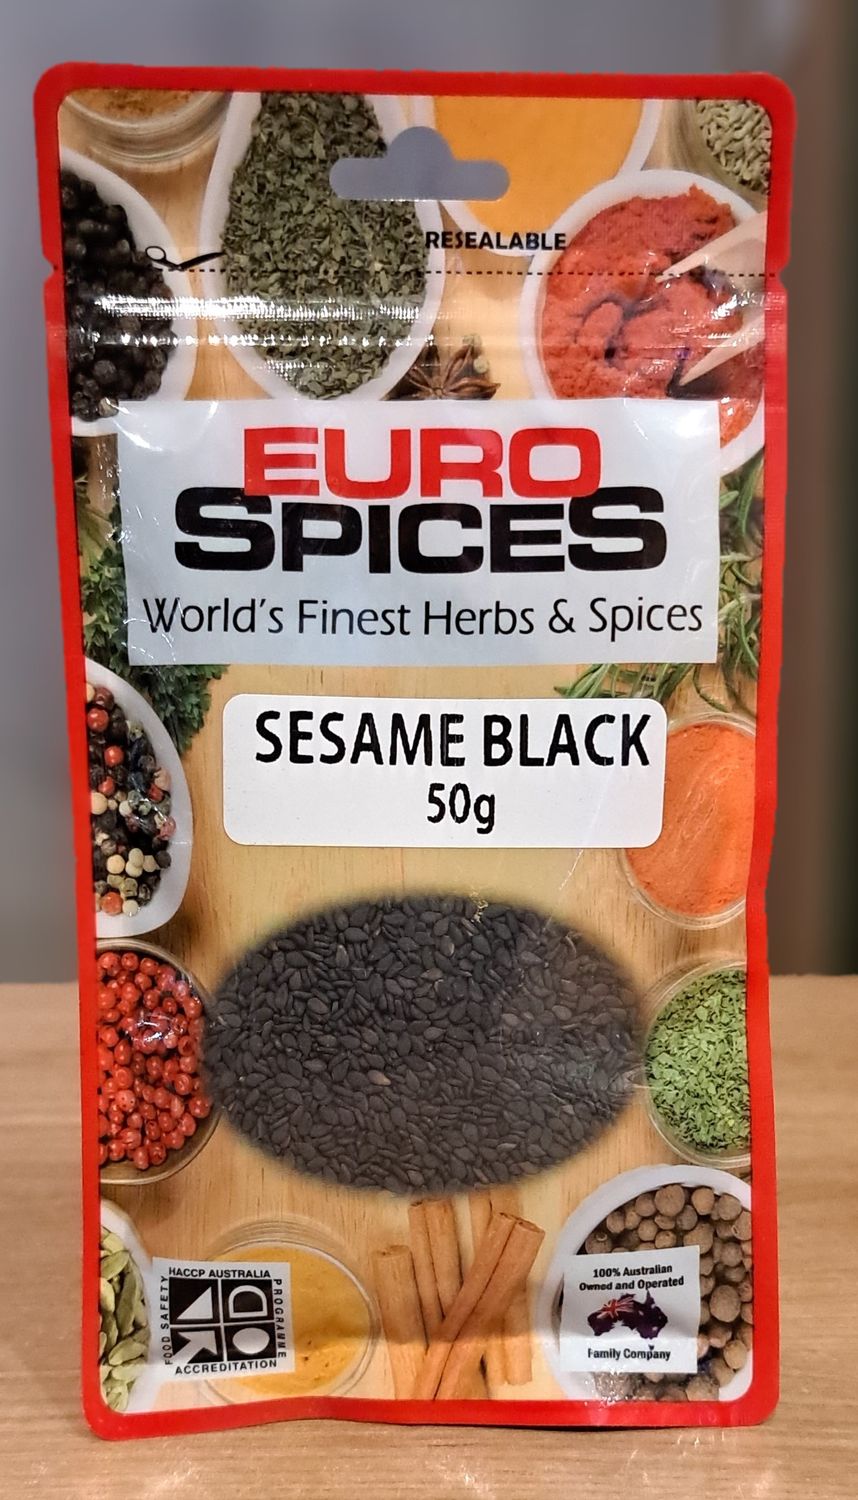 RESEALABLE
EURO
SPICES
World's Finest Herbs & Spices
SESAME BLACK
50g
HACCP AUSTRALIA
FOOD SAFETY
PROGRAMME
ACCREDITATION
100% Australian
Owned and Operated
Family Company